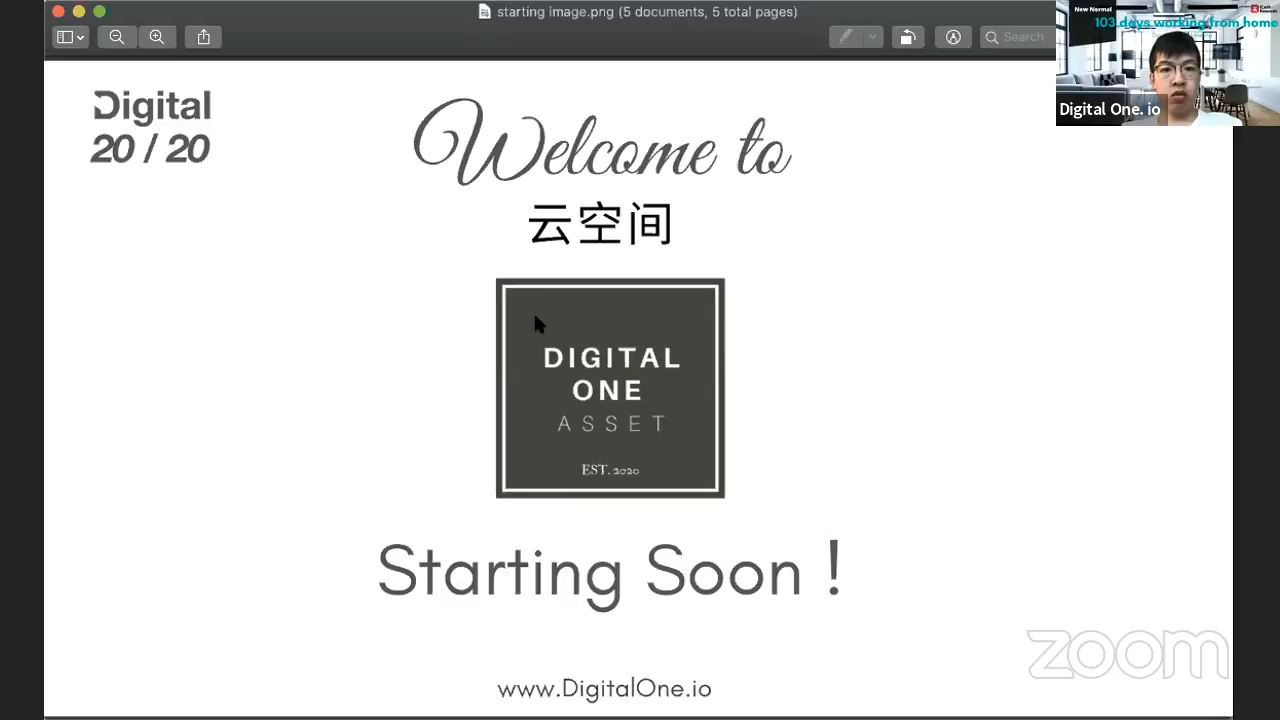 starting image.png (5 documents, 5 total pages)
Search
New Normal
103 days working from home
Digital One. io
Digital
20 / 20
Welcome to
云空间
DIGITAL
ONE
ASSET
EST. 2020
Starting Soon !
zoom
www.DigitalOne.io